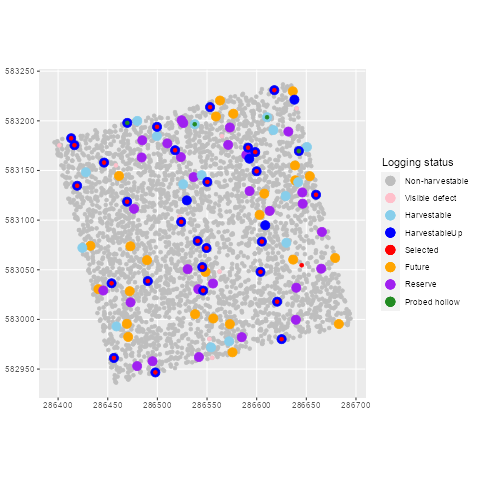 583250
583200
583150
583100
583050
583000
582950
286400 286450 286500 286550 286600 286650 286700
Logging status
Non-harvestable
Visible defect
Harvestable
HarvestableUp
Selected
Future
Reserve
Probed hollow